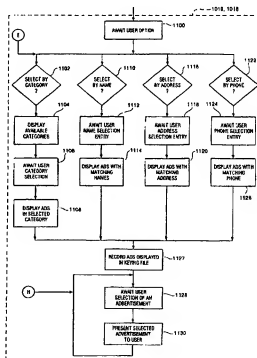 1016, 1018
1100
AWAIT USER OPTION
E
1102
SELECT BY CATEGORY ?
1110
SELECT BY NAME ?
1116
SELECT BY ADDRESS ?
1122
SELECT BY PHONE ?
1104
DISPLAY AVAILABLE CATEGORIES
1112
AWAIT USER NAME SELECTION ENTRY
1118
AWAIT USER ADDRESS SELECTION ENTRY
1124
AWAIT USER PHONE SELECTION ENTRY
1106
AWAIT USER CATEGORY SELECTION
1114
DISPLAY ADS WITH MATCHING NAMES
1120
DISPLAY ADS WITH MATCHING ADDRESS
DISPLAY ADS WITH MATCHING PHONE
1126
1108
DISPLAY ADS IN SELECTED CATEGORY
1127
RECORD ADS DISPLAYED IN KEYING FILE
H
1128
AWAIT USER SELECTION OF AN ADVERTISEMENT
1130
PRESENT SELECTED ADVERTISEMENT TO USER